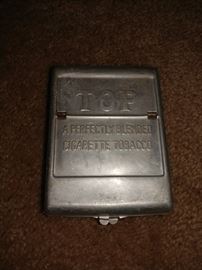 TOP
A PERFECTLY BLENDED
CIGARETTE TOBACCO